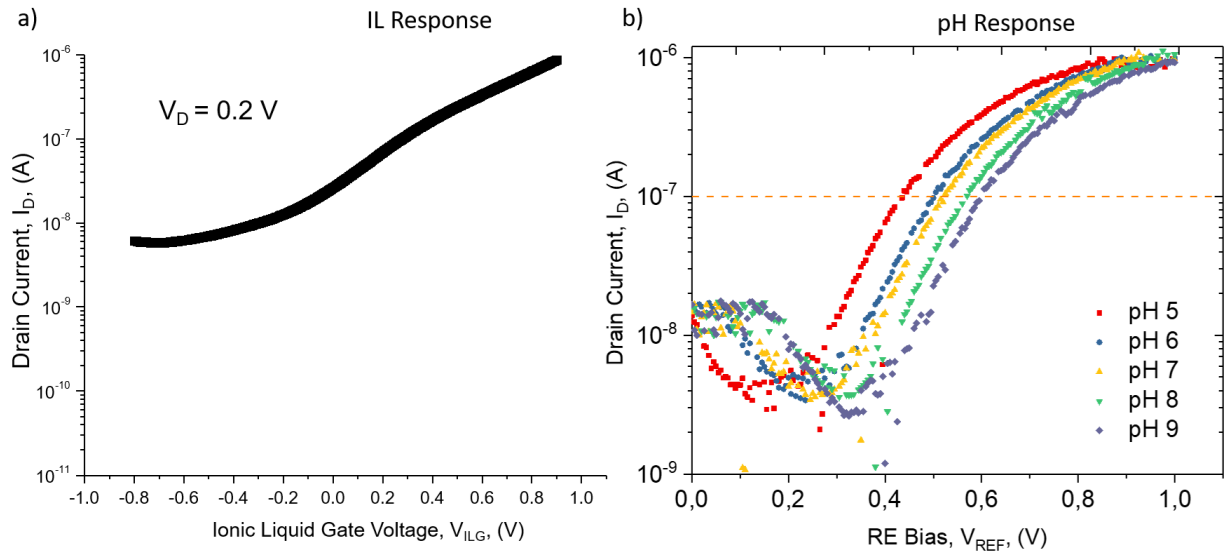 a)
IL Response
V_D = 0.2 V
Drain Current, I_D, (A)
10^-6
10^-7
10^-8
10^-9
10^-10
10^-11
-1.0 -0.8 -0.6 -0.4 -0.2 0.0 0.2 0.4 0.6 0.8 1.0
Ionic Liquid Gate Voltage, V_ILG, (V)
b)
pH Response
Drain Current, I_D, (A)
10^-6
10^-7
10^-8
10^-9
pH 5
pH 6
pH 7
pH 8
pH 9
0,0 0,2 0,4 0,6 0,8 1,0
RE Bias, V_REF, (V)